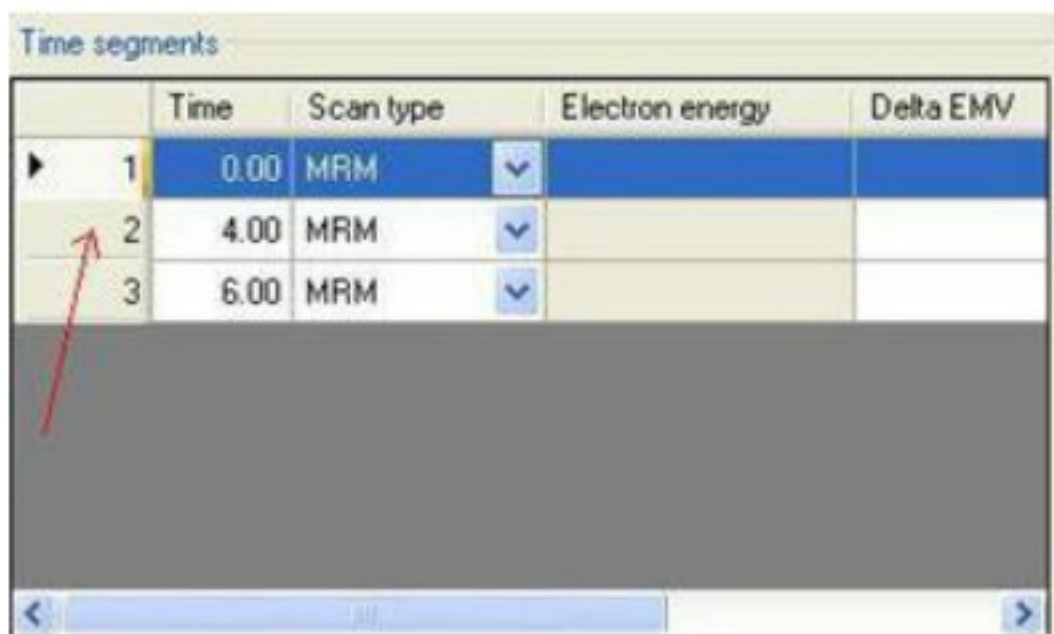 Time segments
Time Scan type Electron energy Delta EMV
1 0.00 MRM
2 4.00 MRM
3 6.00 MRM